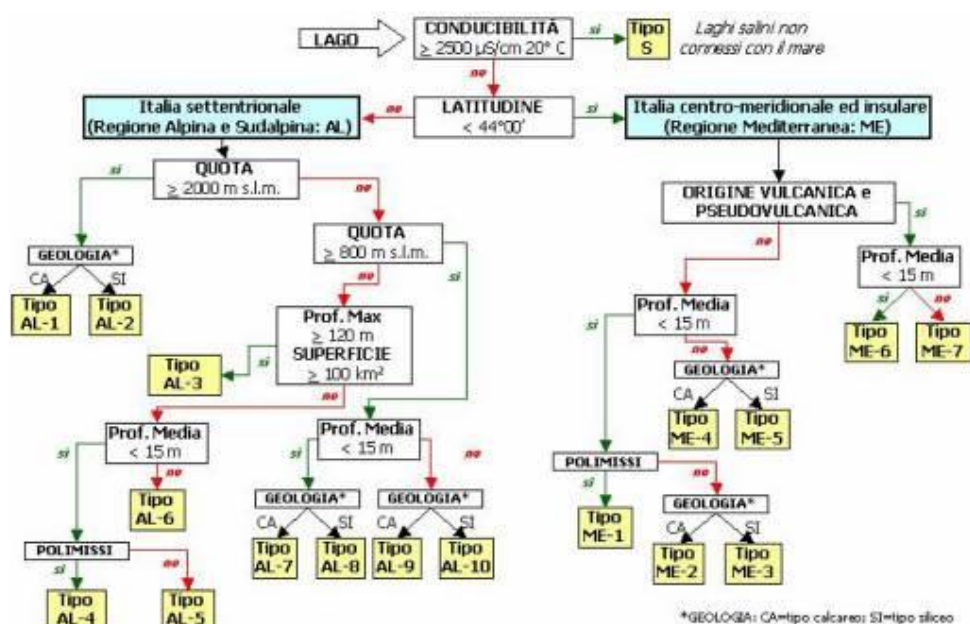 LAGO
CONDUCIBILITÀ
≥ 2500 µS/cm 20° C
si
Tipo
S
Laghi salini non
connessi con il mare
no
Italia settentrionale
(Regione Alpina e Sudalpina: AL)
no
LATITUDINE
< 44°00'
si
Italia centro-meridionale ed insulare
(Regione Mediterranea: ME)
si
QUOTA
≥ 2000 m s.l.m.
no
ORIGINE VULCANICA e
PSEUDOVULCANICA
si
no
QUOTA
≥ 800 m s.l.m.
no
si
GEOLOGIA*
CA
SI
Tipo
AL-1
Tipo
AL-2
Prof. Media
< 15 m
si
no
Tipo
ME-6
Tipo
ME-7
Prof. Max
≥ 120 m
SUPERFICIE
≥ 100 km²
si
Tipo
AL-3
no
Prof. Media
< 15 m
si
no
GEOLOGIA*
CA
SI
Tipo
ME-4
Tipo
ME-5
Prof. Media
< 15 m
si
no
Tipo
AL-6
Prof. Media
< 15 m
si
no
GEOLOGIA*
CA
SI
GEOLOGIA*
CA
SI
Tipo
AL-7
Tipo
AL-8
Tipo
AL-9
Tipo
AL-10
POLIMISSI
si
no
Tipo
ME-1
GEOLOGIA*
CA
SI
Tipo
ME-2
Tipo
ME-3
POLIMISSI
si
no
Tipo
AL-4
Tipo
AL-5
*GEOLOGIA: CA=tipo calcareo; SI=tipo siliceo